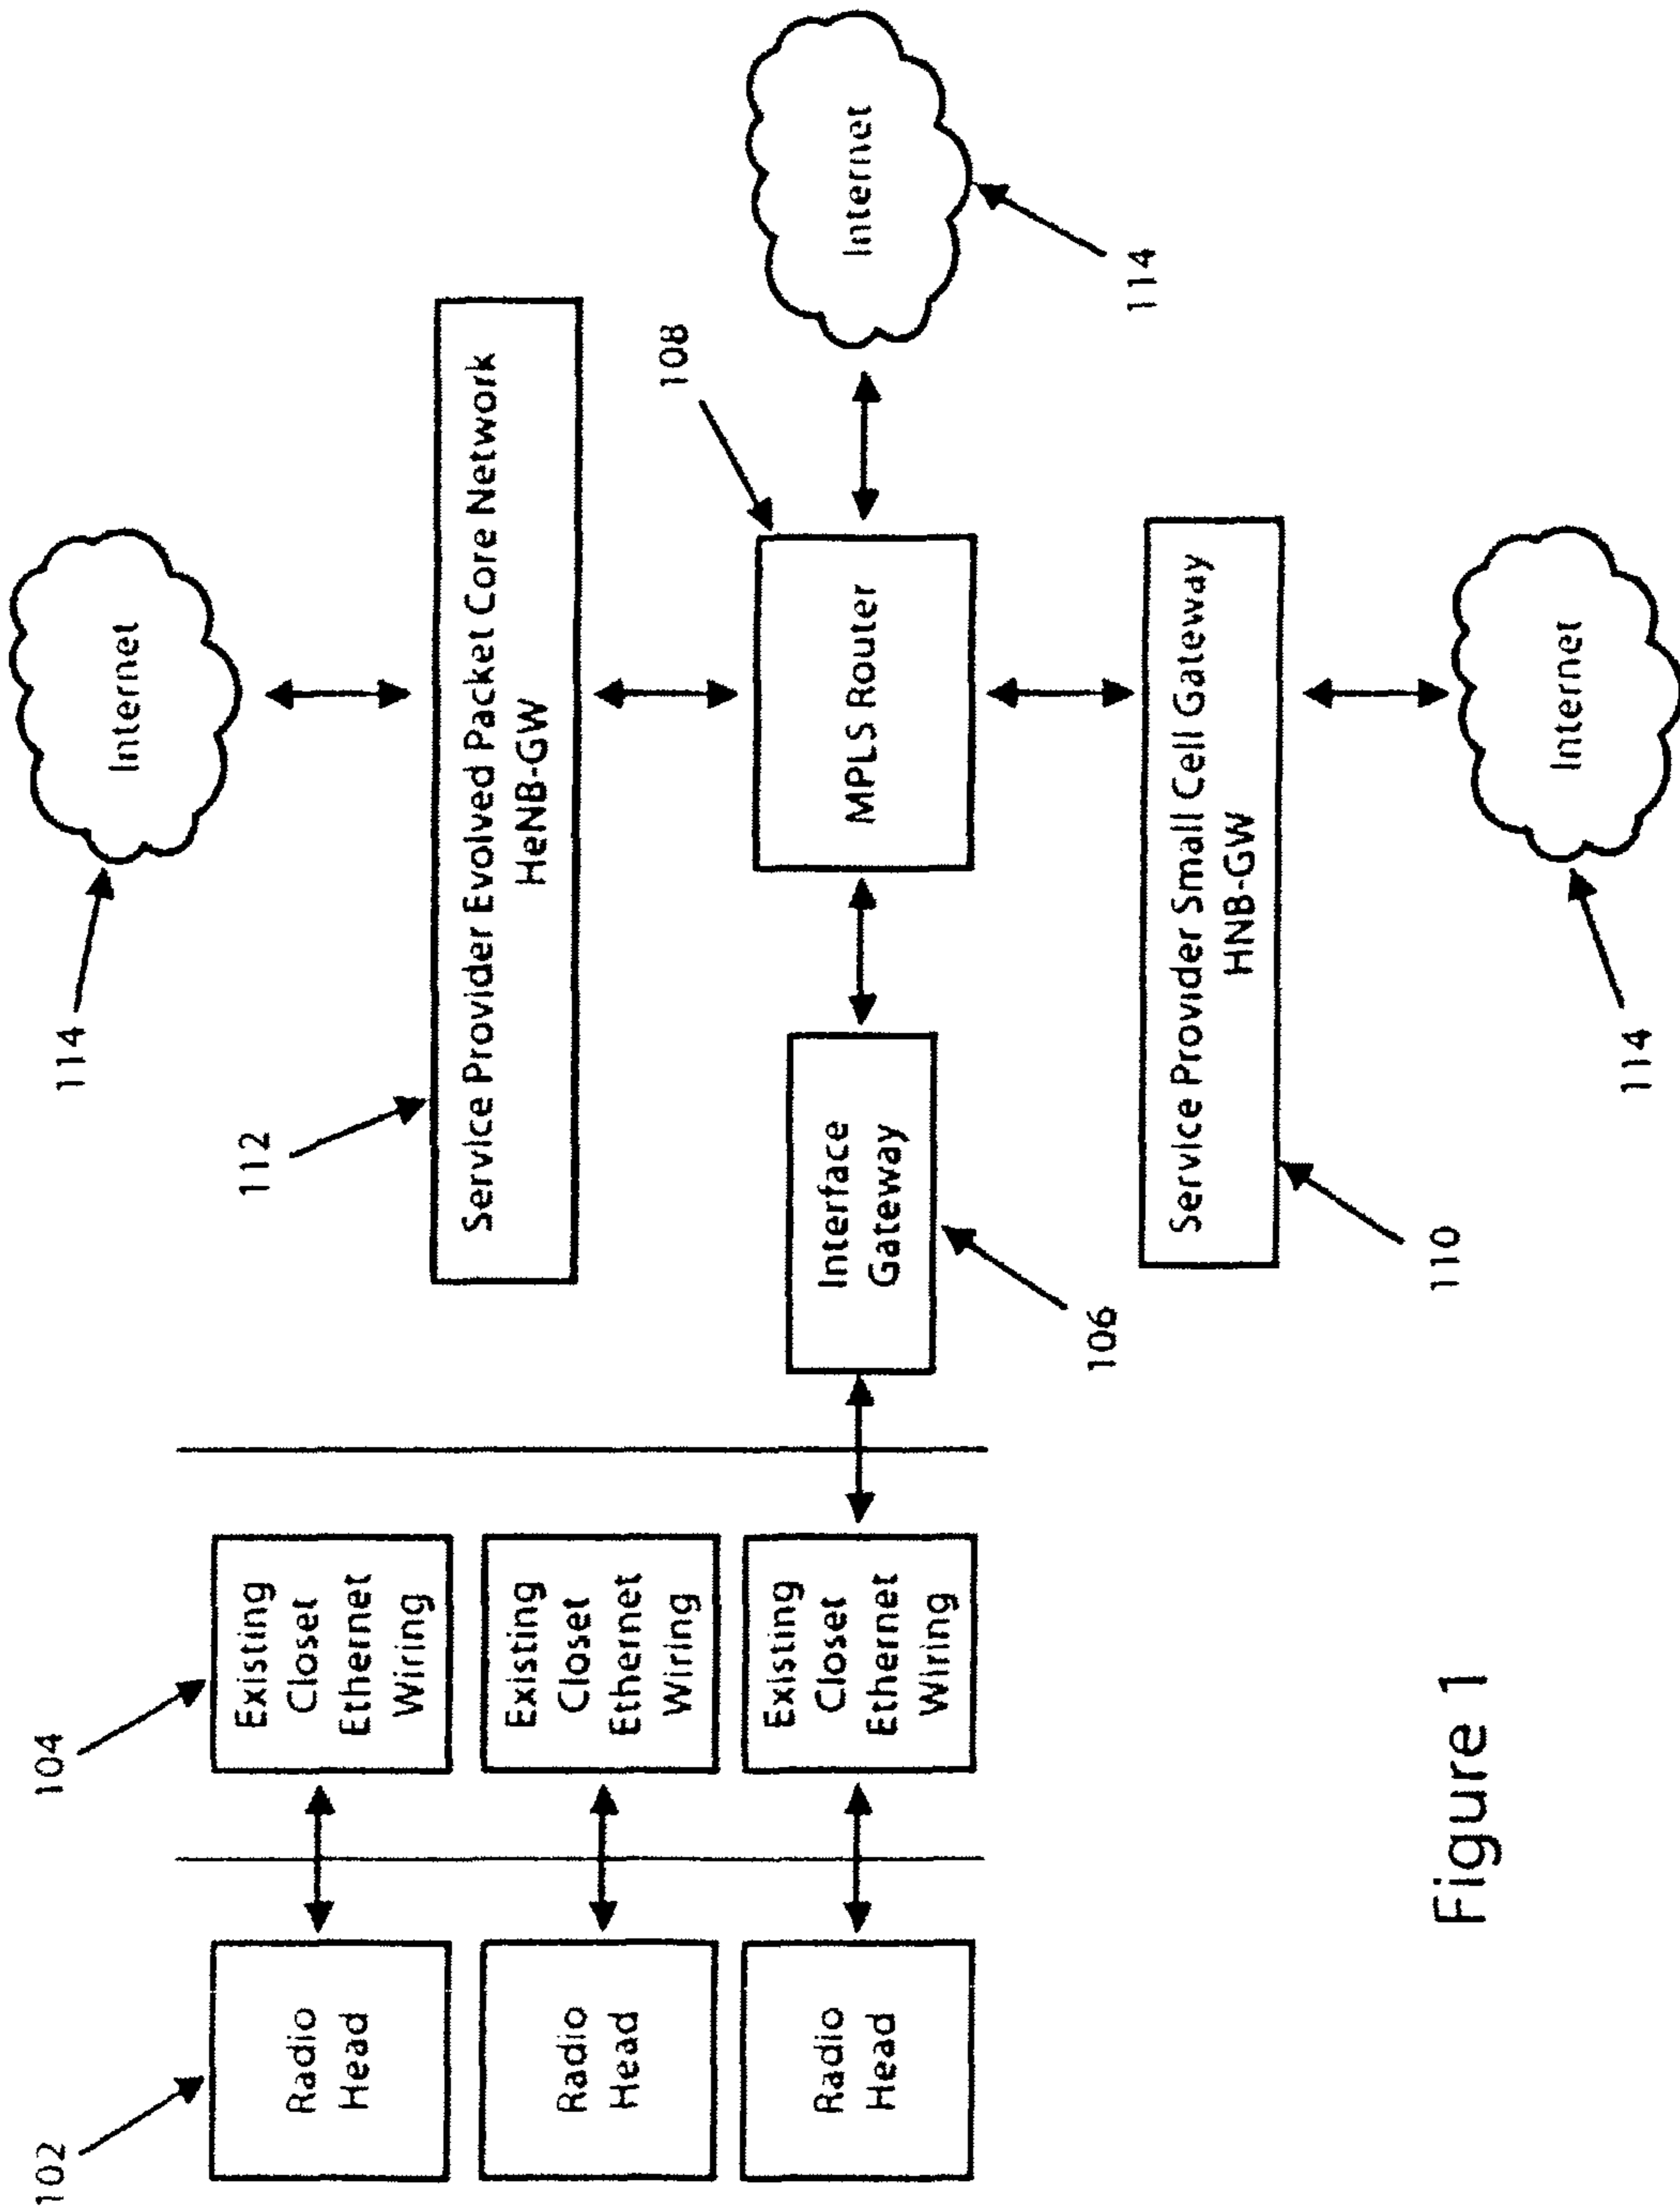 102
104
114
Internet
112
Radio
Head
Existing
Closet
Ethernet
Wiring
Service Provider Evolved Packet Core Network
HeNB-GW
Radio
Head
Existing
Closet
Ethernet
Wiring
108
Radio
Head
Existing
Closet
Ethernet
Wiring
Interface
Gateway
MPLS Router
Internet
106
114
Service Provider Small Cell Gateway
HNB-GW
110
Internet
114
Figure 1